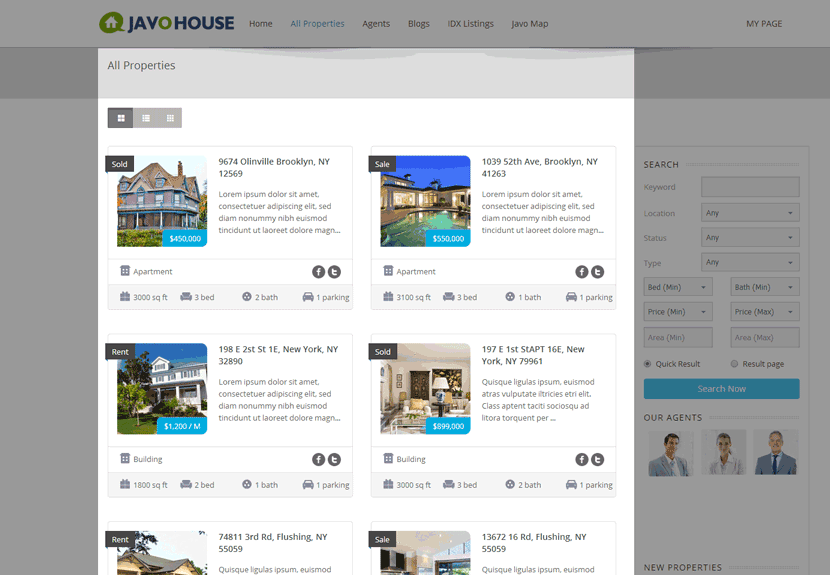 JAVO HOUSE
Home
All Properties
Agents
Blogs
IDX Listings
Javo Map
MY PAGE
All Properties
Sold
9674 Olinville Brooklyn, NY
12569
Lorem ipsum dolor sit amet,
consectetuer adipiscing elit, sed
diam nonummy nibh euismod
tincidunt ut laoreet dolore magn...
$450,000
Apartment
3000 sq ft
3 bed
2 bath
1 parking
Sale
1039 52th Ave, Brooklyn, NY
41263
Lorem ipsum dolor sit amet,
consectetuer adipiscing elit, sed
diam nonummy nibh euismod
tincidunt ut laoreet dolore magn...
$550,000
Apartment
3100 sq ft
3 bed
1 bath
1 parking
Rent
198 E 2st St 1E, New York, NY
32890
Lorem ipsum dolor sit amet,
consectetuer adipiscing elit, sed
diam nonummy nibh euismod
tincidunt ut laoreet dolore magn...
$1,200 / M
Building
1800 sq ft
2 bed
2 bath
1 parking
Sold
197 E 1st StAPT 16E, New
York, NY 79961
Quisque ligulas ipsum, euismod
atras vulputate iltricies etri elit.
Class aptent taciti sociosqu ad
litora torquent per ...
$899,000
Building
3000 sq ft
3 bed
2 bath
1 parking
Rent
74811 3rd Rd, Flushing, NY
55059
Quisque ligulas ipsum, euismod
Sale
13672 16 Rd, Flushing, NY
55059
Quisque ligulas ipsum, euismod
SEARCH
Keyword
Location
Any
Status
Any
Type
Any
Bed (Min)
Bath (Min)
Price (Min)
Price (Max)
Area (Min)
Area (Max)
Quick Result
Result page
Search Now
OUR AGENTS
NEW PROPERTIES